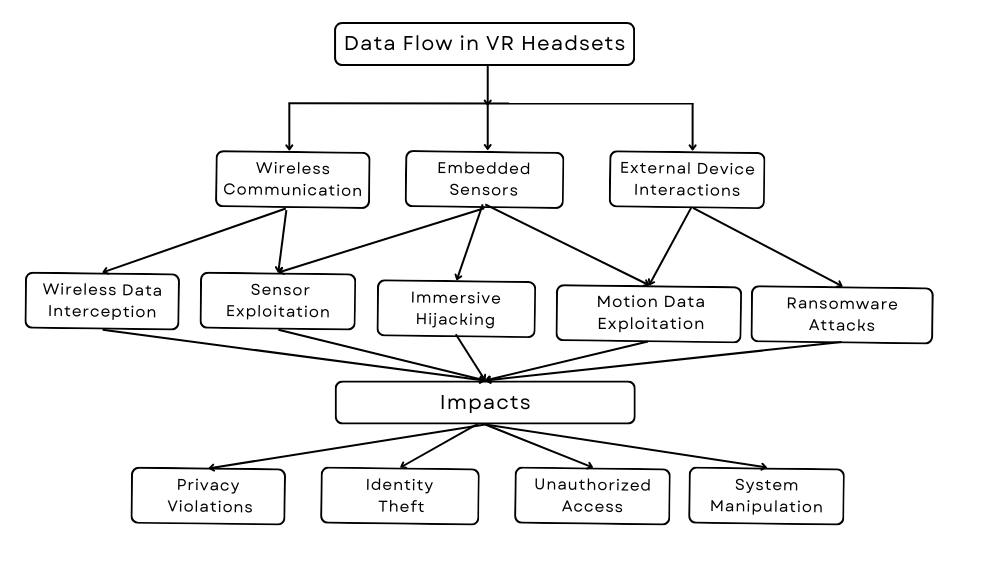 Data Flow in VR Headsets
Wireless
Communication
Embedded
Sensors
External Device
Interactions
Wireless Data
Interception
Sensor
Exploitation
Immersive
Hijacking
Motion Data
Exploitation
Ransomware
Attacks
Impacts
Privacy
Violations
Identity
Theft
Unauthorized
Access
System
Manipulation